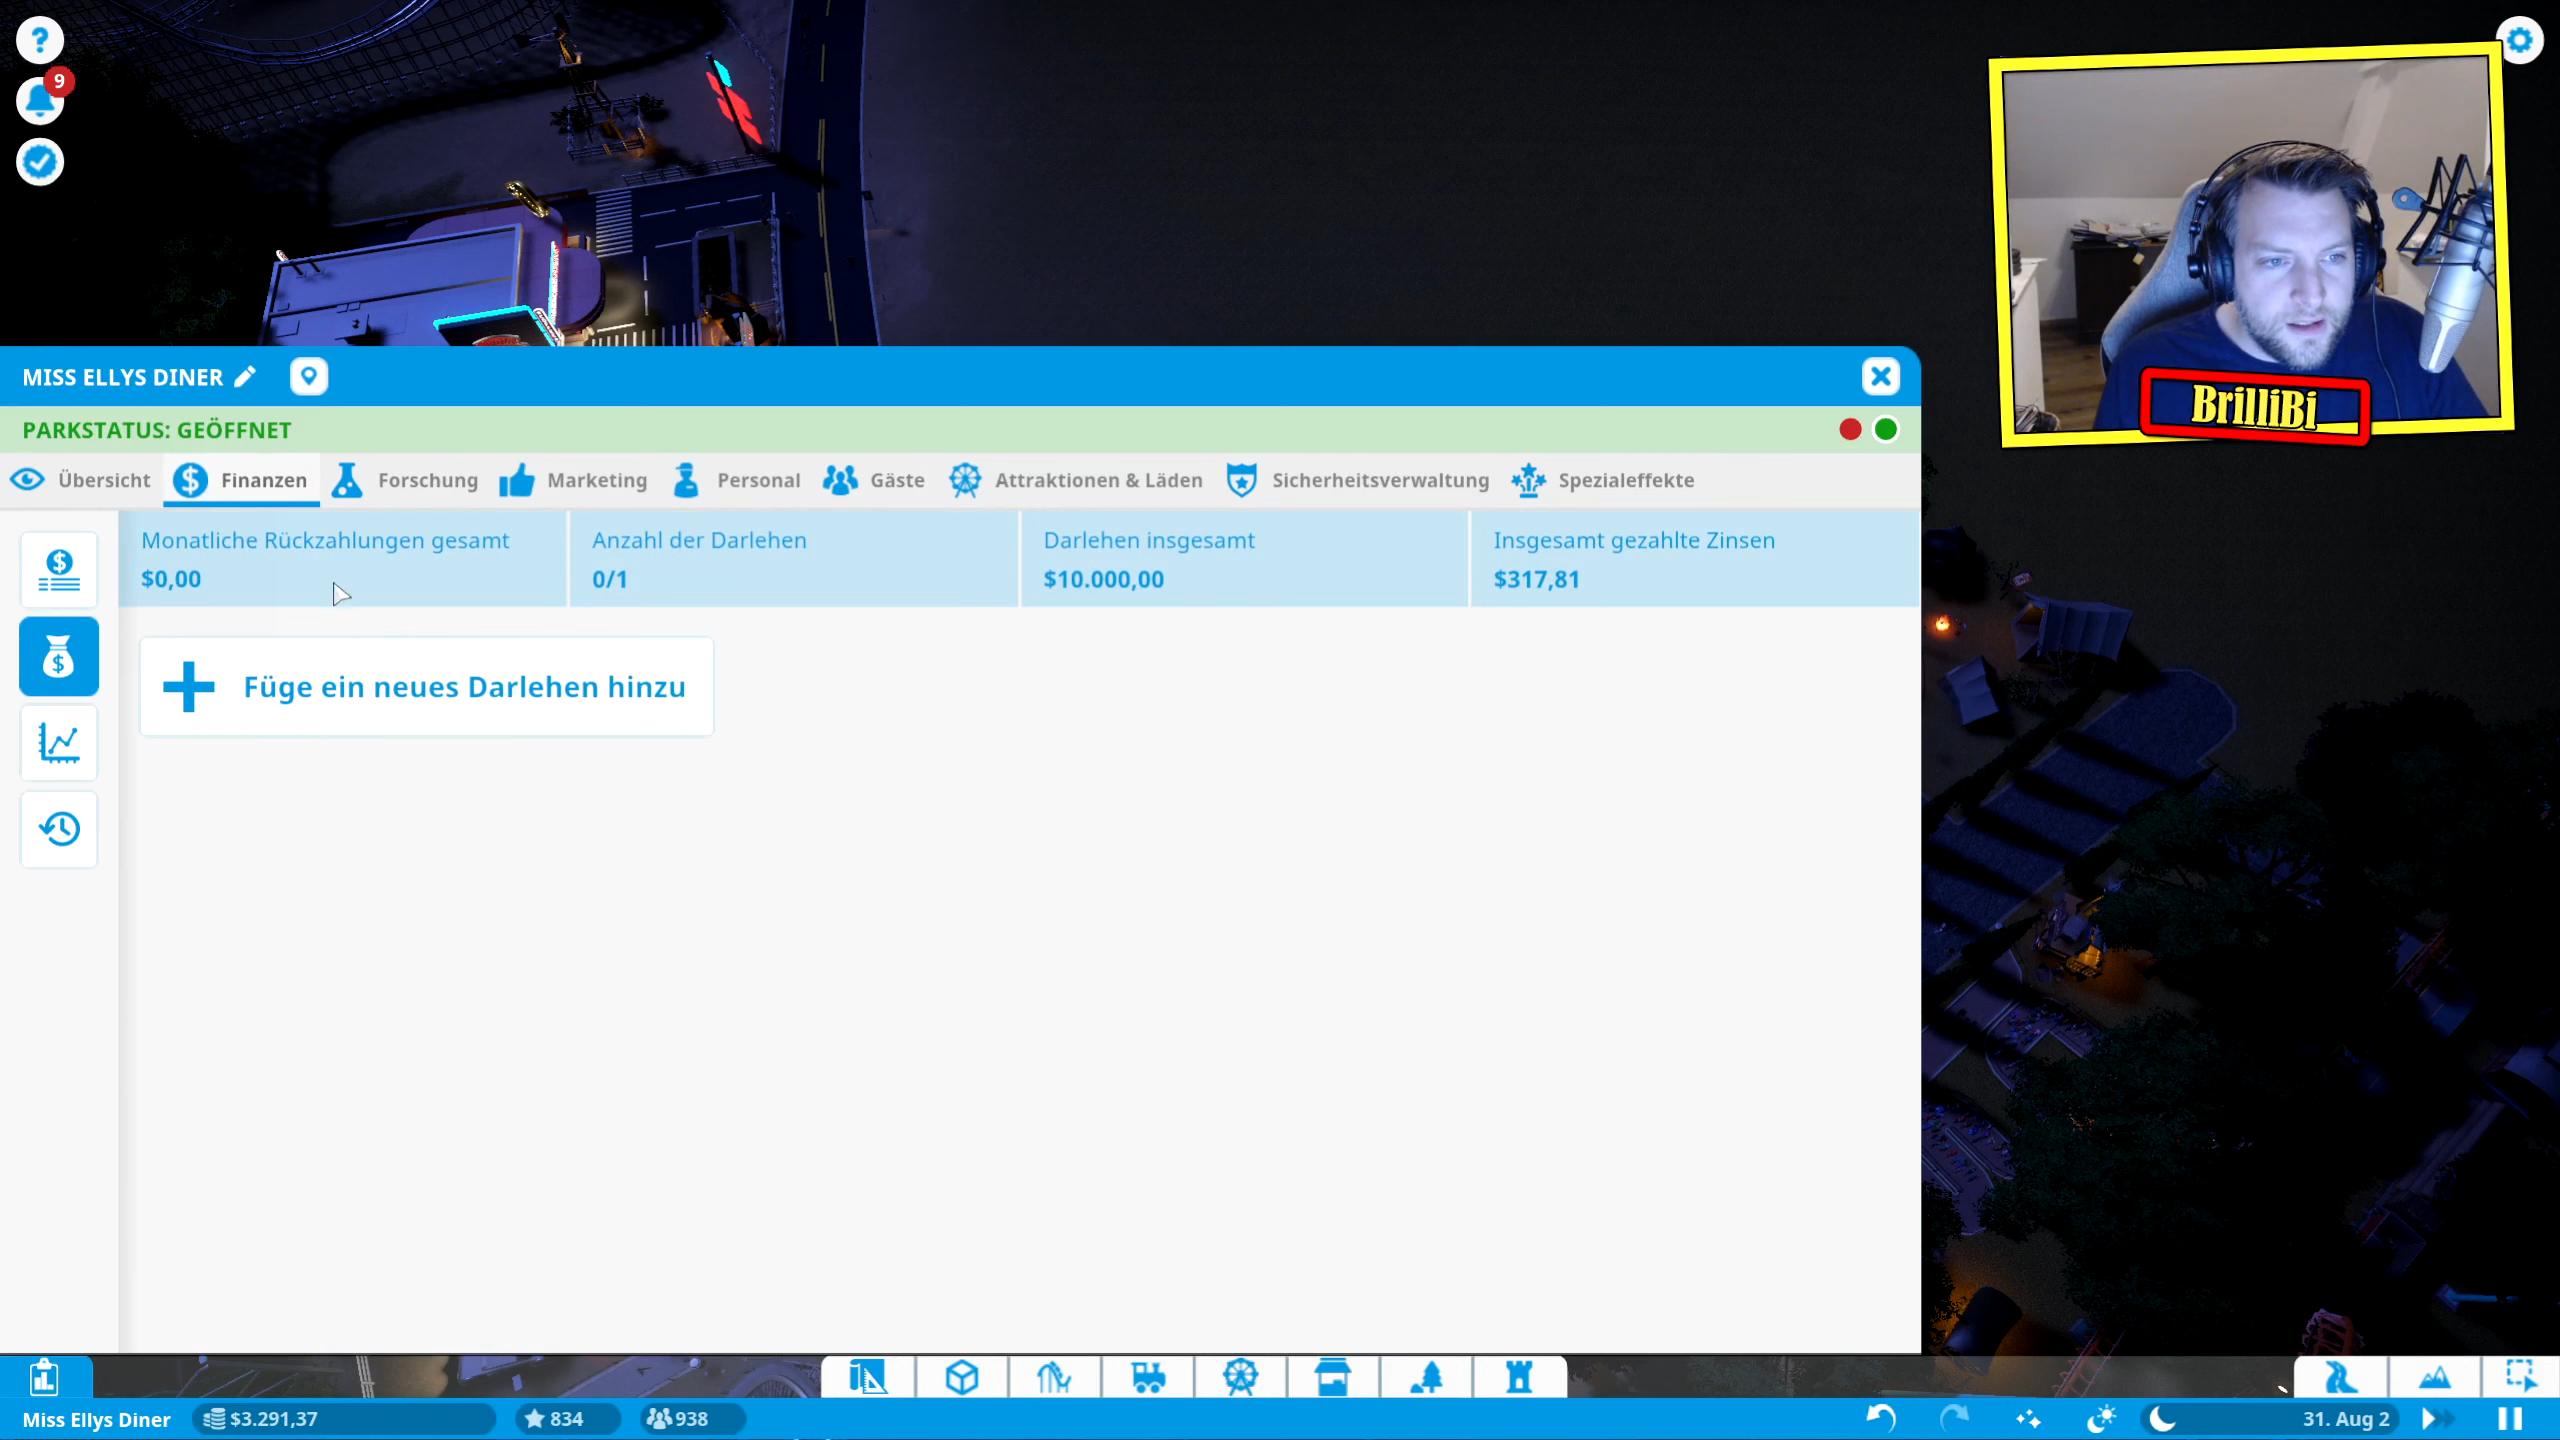 ?
9
BrilliBi
MISS ELLYS DINER
PARKSTATUS: GEÖFFNET
Übersicht
Finanzen
Forschung
Marketing
Personal
Gäste
Attraktionen & Läden
Sicherheitsverwaltung
Spezialeffekte
Monatliche Rückzahlungen gesamt
$0,00
Anzahl der Darlehen
0/1
Darlehen insgesamt
$10.000,00
Insgesamt gezahlte Zinsen
$317,81
Füge ein neues Darlehen hinzu
Miss Ellys Diner
$3.291,37
834
938
31. Aug 2